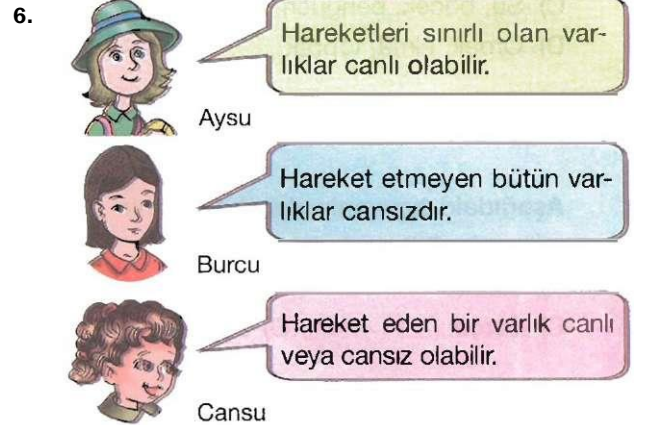 6.
Hareketleri sınırlı olan var-
lıklar canlı olabilir.
Aysu
Hareket etmeyen bütün var-
lıklar cansızdır.
Burcu
Hareket eden bir varlık canlı
veya cansız olabilir.
Cansu